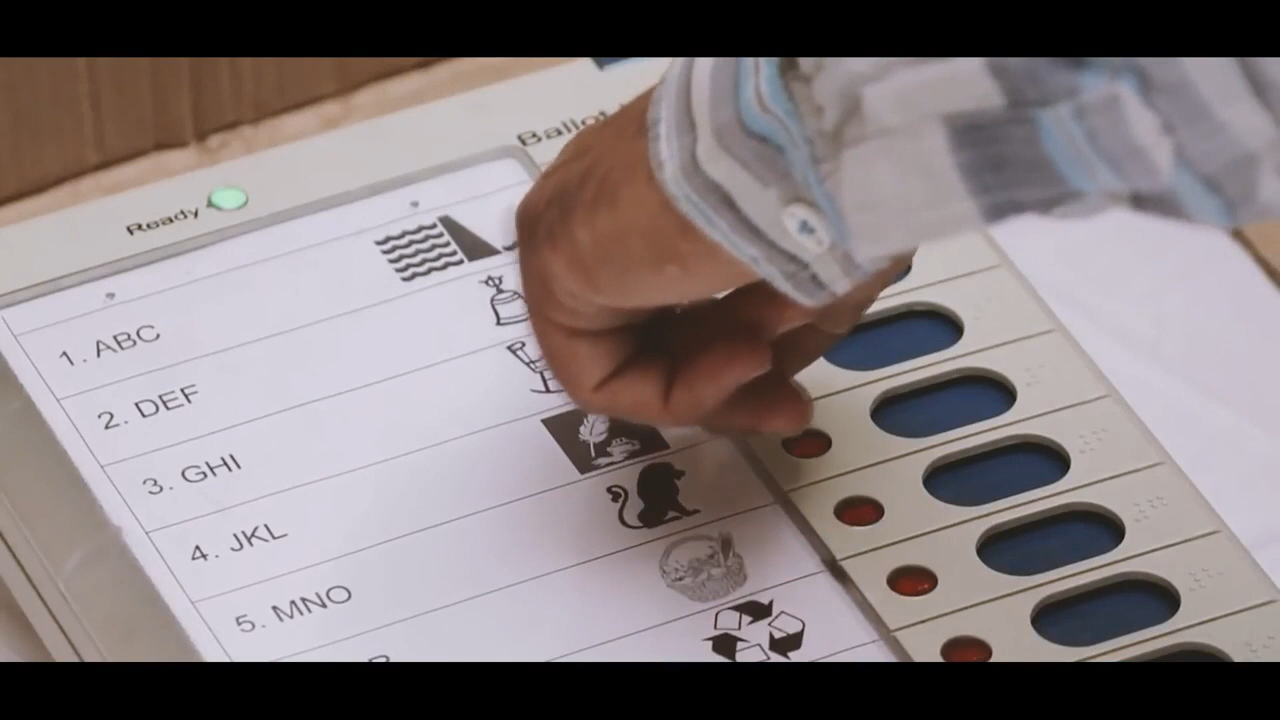 Ballot
Ready
1. ABC
2. DEF
3. GHI
4. JKL
5. MNO